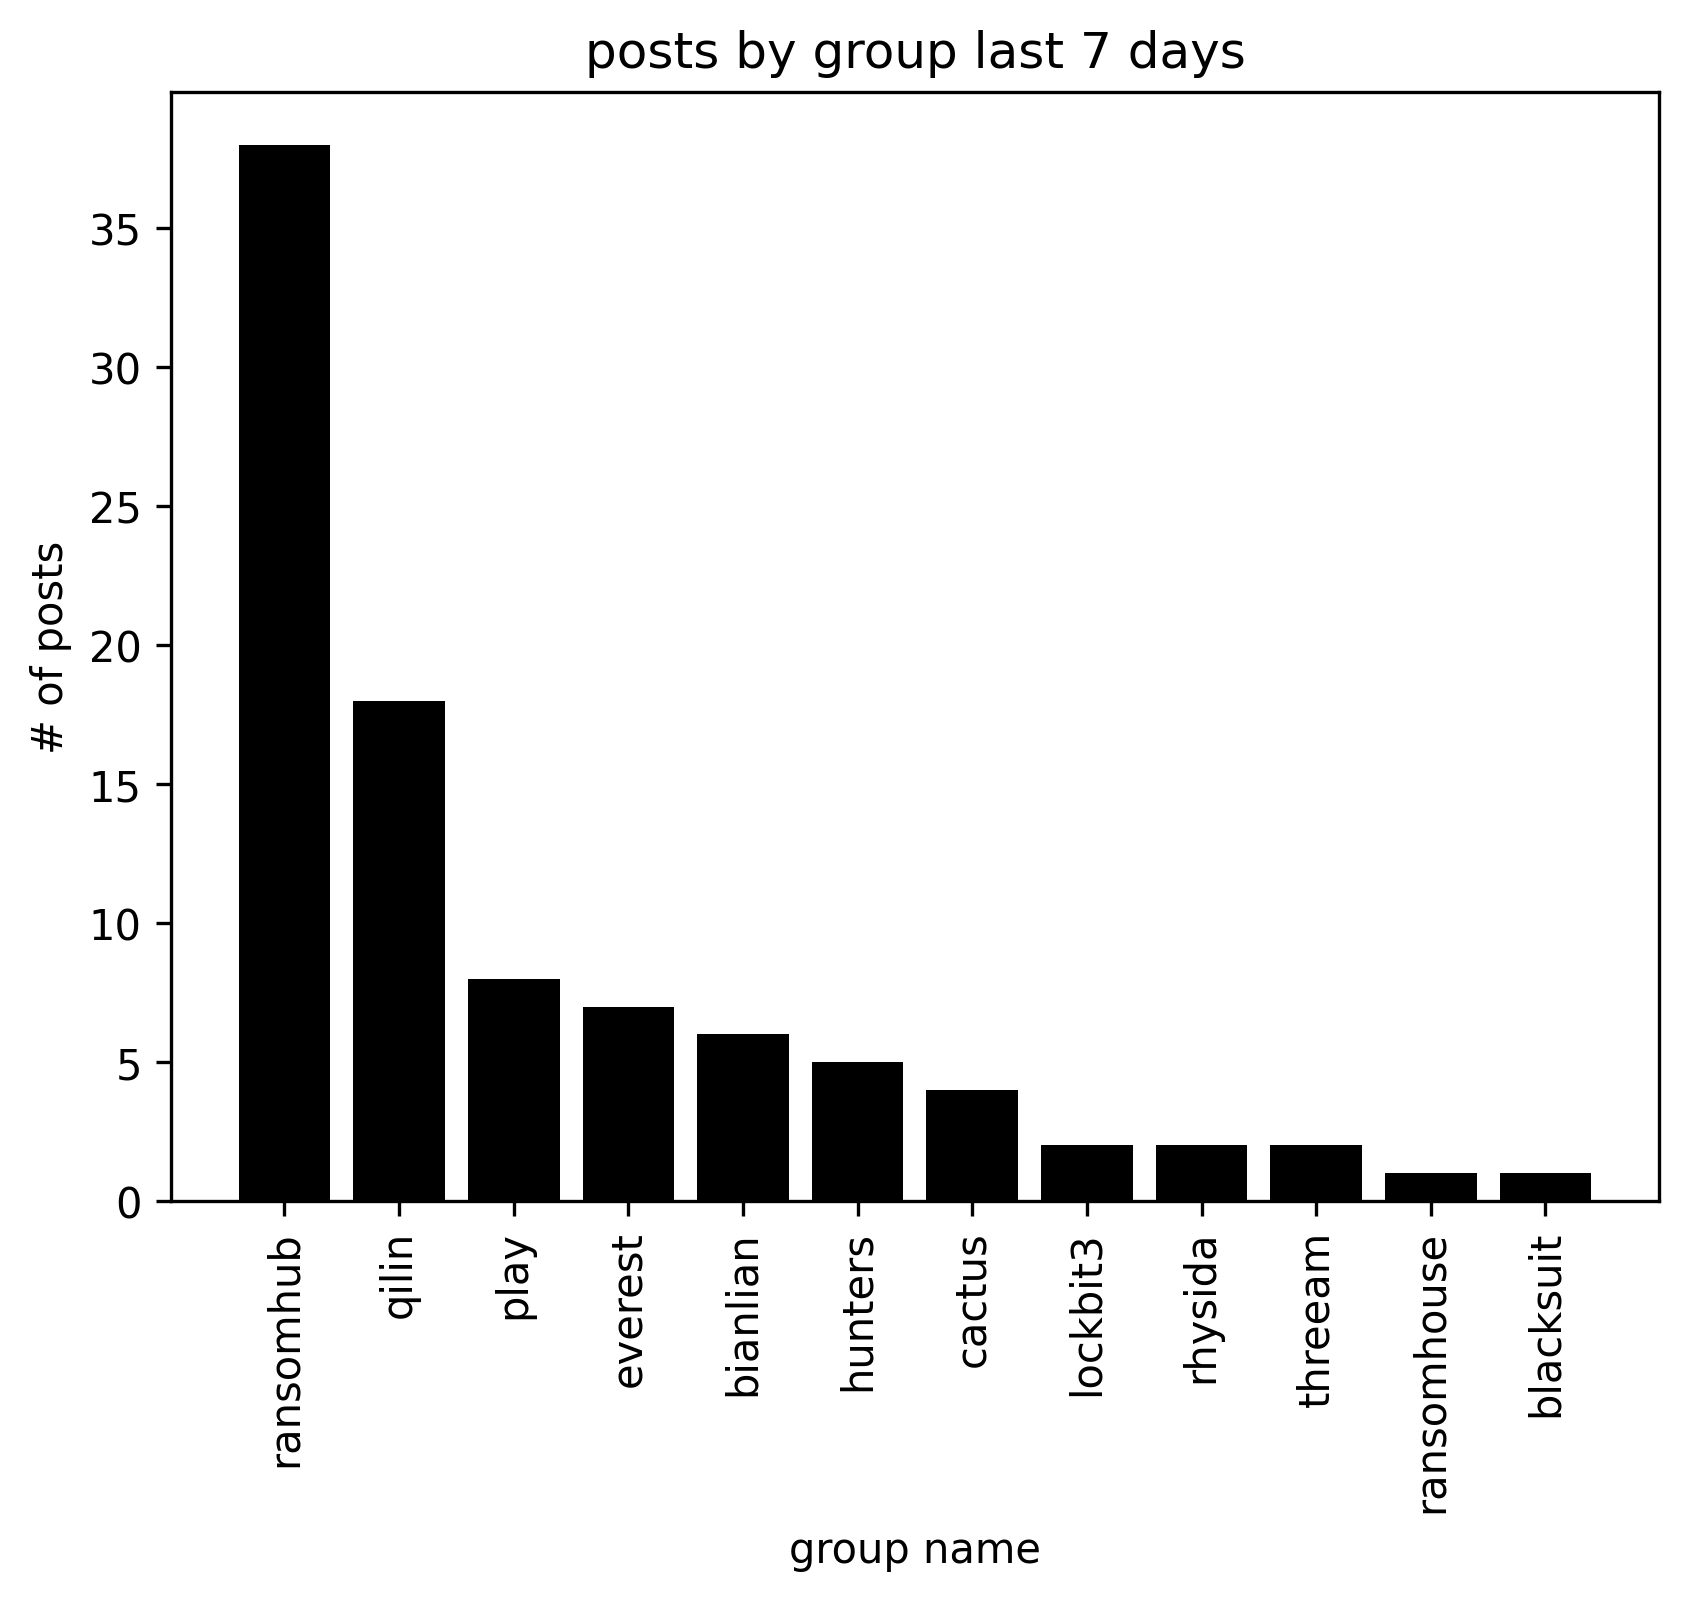 posts by group last 7 days
# of posts
35
30
25
20
15
10
5
0
ransomhub
qilin
play
everest
bianlian
hunters
cactus
lockbit3
rhysida
threeam
ransomhouse
blacksuit
group name